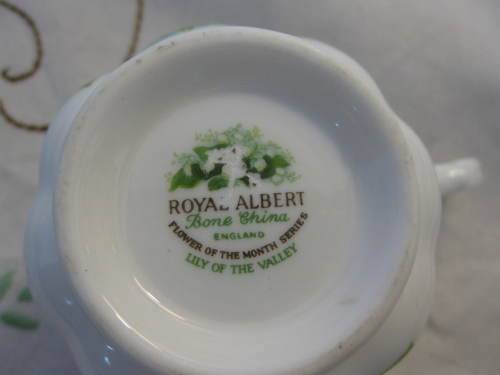 ROYAL ALBERT
Bone China
ENGLAND
FLOWER OF THE MONTH SERIES
LILY OF THE VALLEY